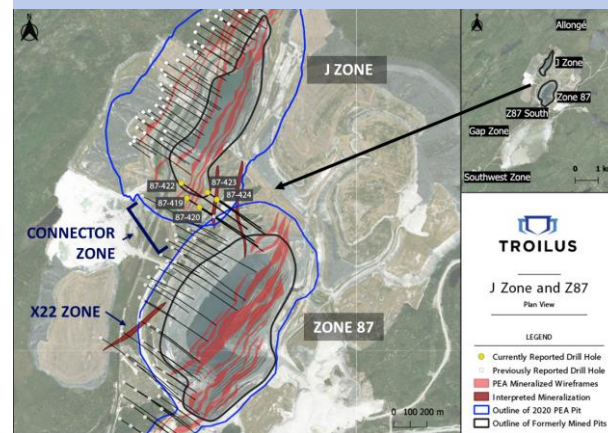 J ZONE
87-422
87-423
87-424
87-419
87-420
CONNECTOR
ZONE
X22 ZONE
ZONE 87
0 100 200 m
Allongé
J Zone
Zone 87
Z87 South
Gap Zone
Southwest Zone
0 1 k
TROILUS
J Zone and Z87
Plan View
LEGEND
Currently Reported Drill Hole
Previously Reported Drill Hole
PEA Mineralized Wireframes
Interpreted Mineralization
Outline of 2020 PEA Pit
Outline of Formerly Mined Pits